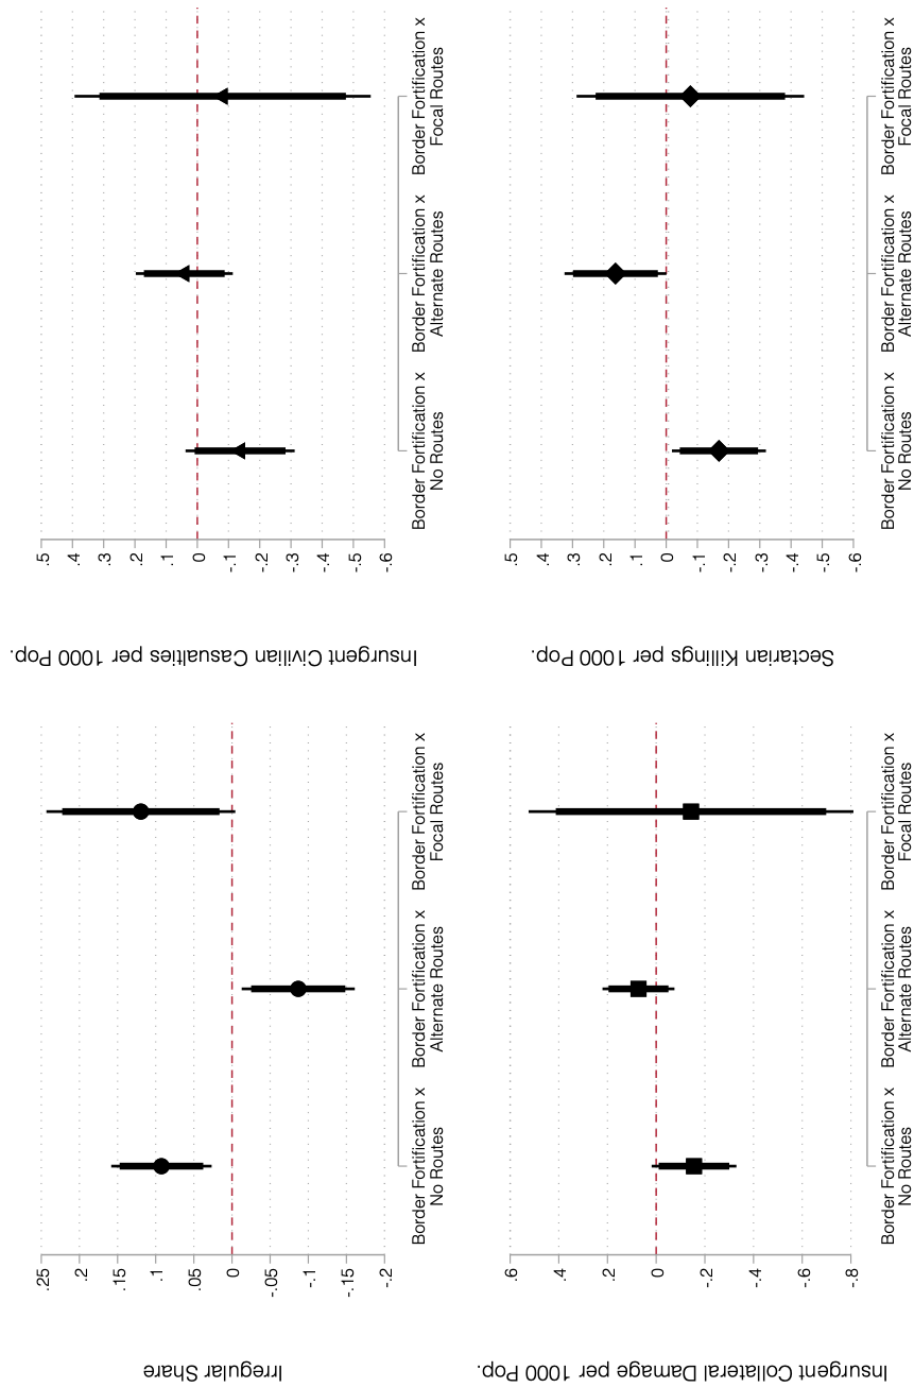 Irregular Share
.25
.2
.15
.1
.05
0
-.05
-.1
-.15
-.2
Border Fortification x
No Routes
Border Fortification x
Alternate Routes
Border Fortification x
Focal Routes
Insurgent Civilian Casualties per 1000 Pop.
.5
.4
.3
.2
.1
0
-.1
-.2
-.3
-.4
-.5
-.6
Border Fortification x
No Routes
Border Fortification x
Alternate Routes
Border Fortification x
Focal Routes
Insurgent Collateral Damage per 1000 Pop.
.6
.4
.2
0
-.2
-.4
-.6
-.8
Border Fortification x
No Routes
Border Fortification x
Alternate Routes
Border Fortification x
Focal Routes
Sectarian Killings per 1000 Pop.
.5
.4
.3
.2
.1
0
-.1
-.2
-.3
-.4
-.5
-.6
Border Fortification x
No Routes
Border Fortification x
Alternate Routes
Border Fortification x
Focal Routes